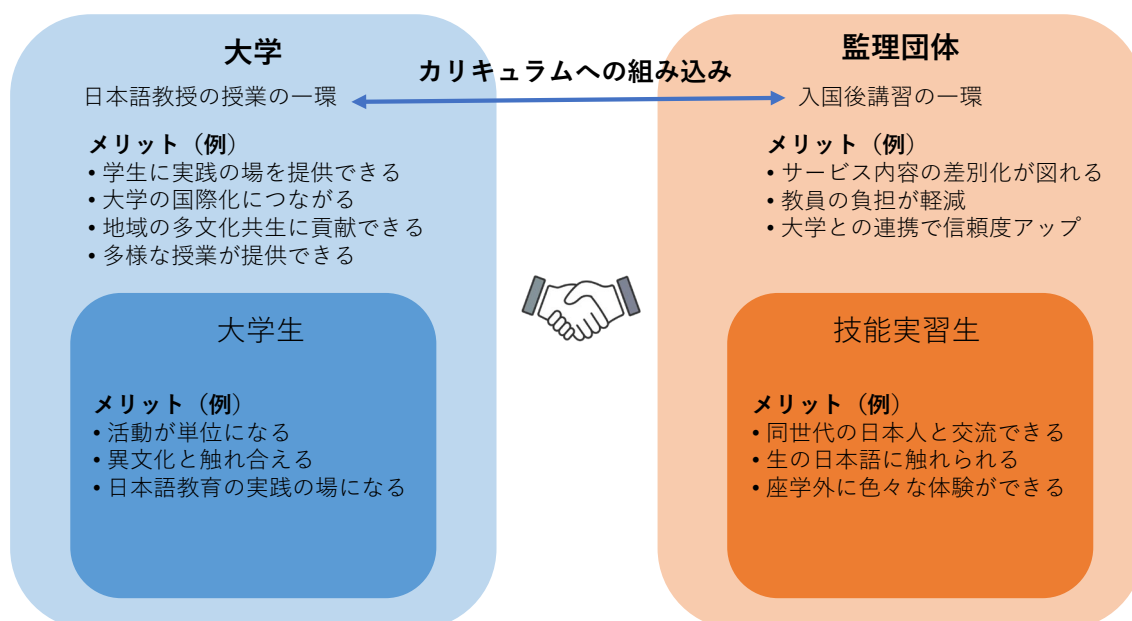 大学
日本語教授の授業の一環
メリット（例）
• 学生に実践の場を提供できる
• 大学の国際化につながる
• 地域の多文化共生に貢献できる
• 多様な授業が提供できる
大学生
メリット（例）
• 活動が単位になる
• 異文化と触れ合える
• 日本語教育の実践の場になる
カリキュラムへの組み込み
監理団体
入国後講習の一環
メリット（例）
• サービス内容の差別化が図れる
• 教員の負担が軽減
• 大学との連携で信頼度アップ
技能実習生
メリット（例）
• 同世代の日本人と交流できる
• 生の日本語に触れられる
• 座学外に色々な体験ができる